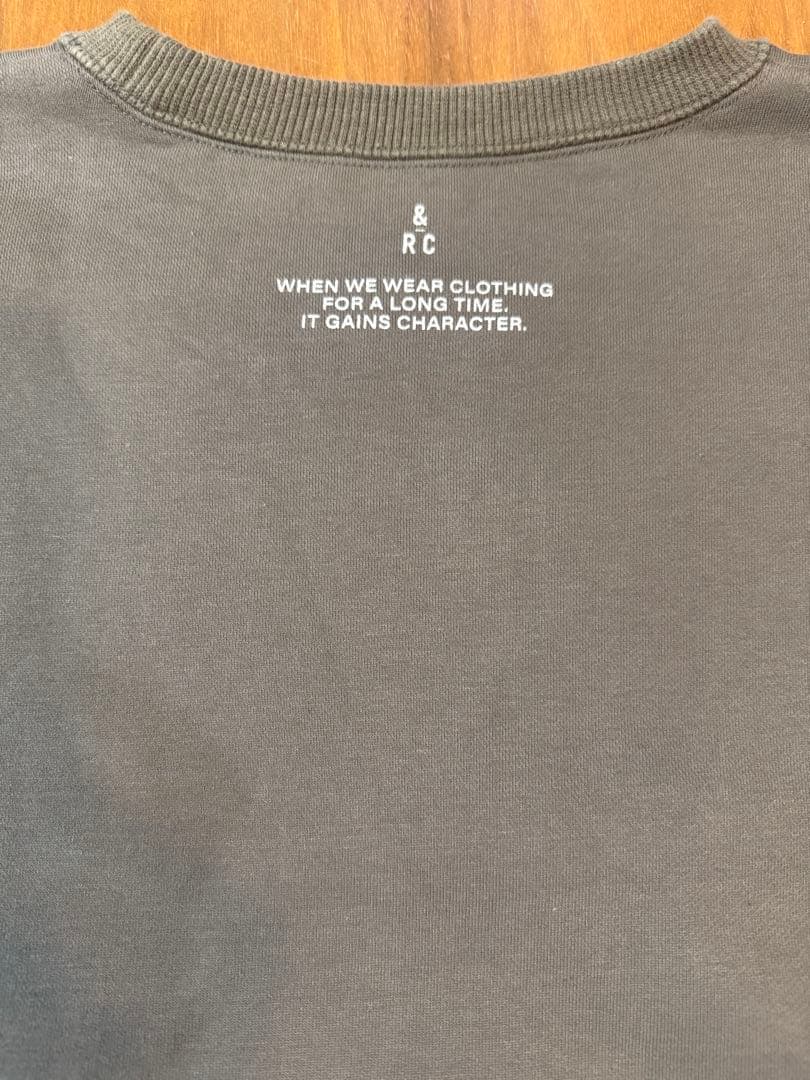 &
RC
WHEN WE WEAR CLOTHING
FOR A LONG TIME.
IT GAINS CHARACTER.